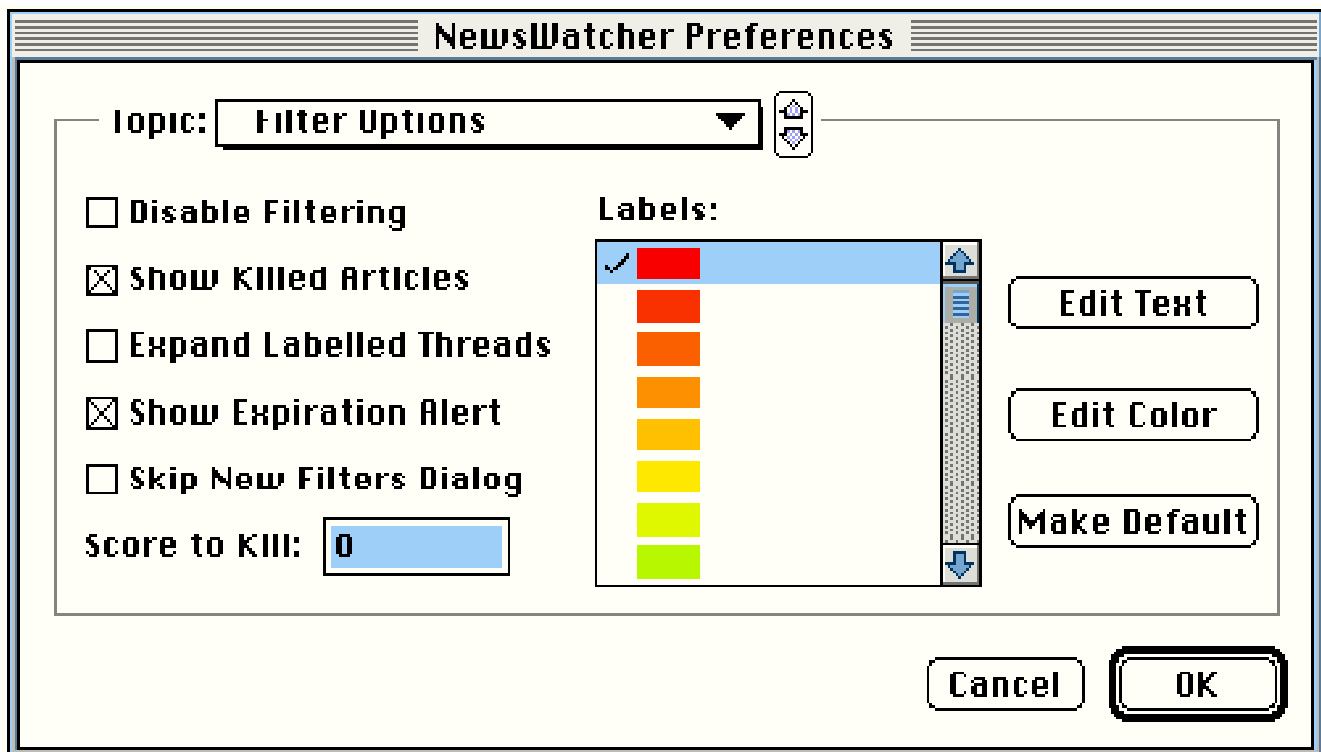 NewsWatcher Preferences
Topic: Filter Options
Disable Filtering
Show Killed Articles
Expand Labelled Threads
Show Expiration Alert
Skip New Filters Dialog
Score to Kill: 0
Labels:
Edit Text
Edit Color
Make Default
Cancel
OK